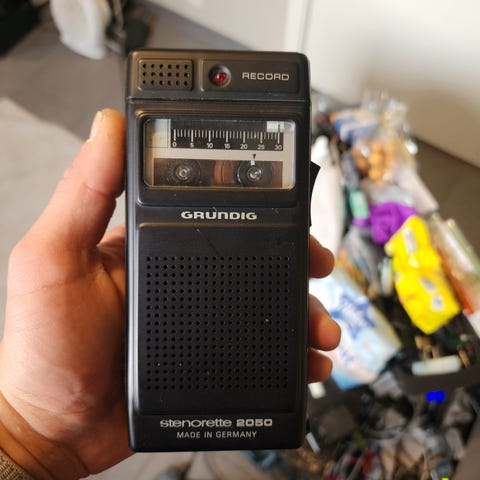 RECORD
0 5 10 15 20 25 30
GRUNDIG
stenorette 2050
MADE IN GERMANY